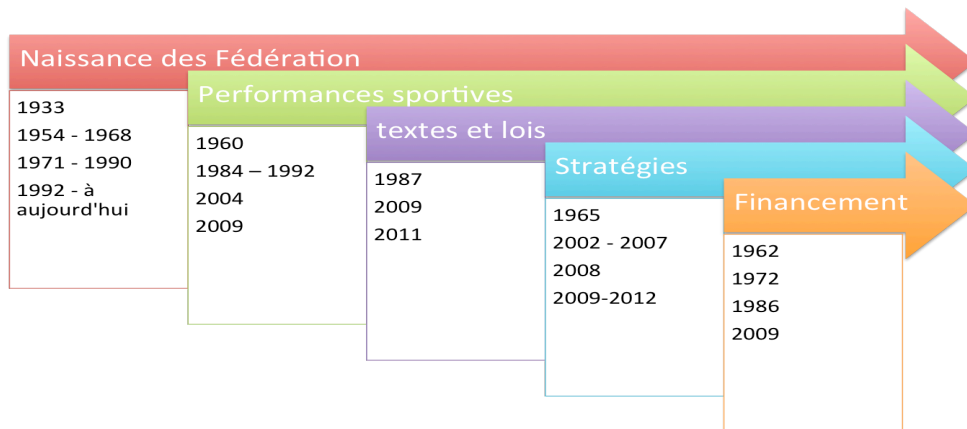 Naissance des Fédération
1933
1954 - 1968
1971 - 1990
1992 - à
aujourd'hui
Performances sportives
1960
1984 – 1992
2004
2009
textes et lois
1987
2009
2011
Stratégies
1965
2002 - 2007
2008
2009-2012
Financement
1962
1972
1986
2009